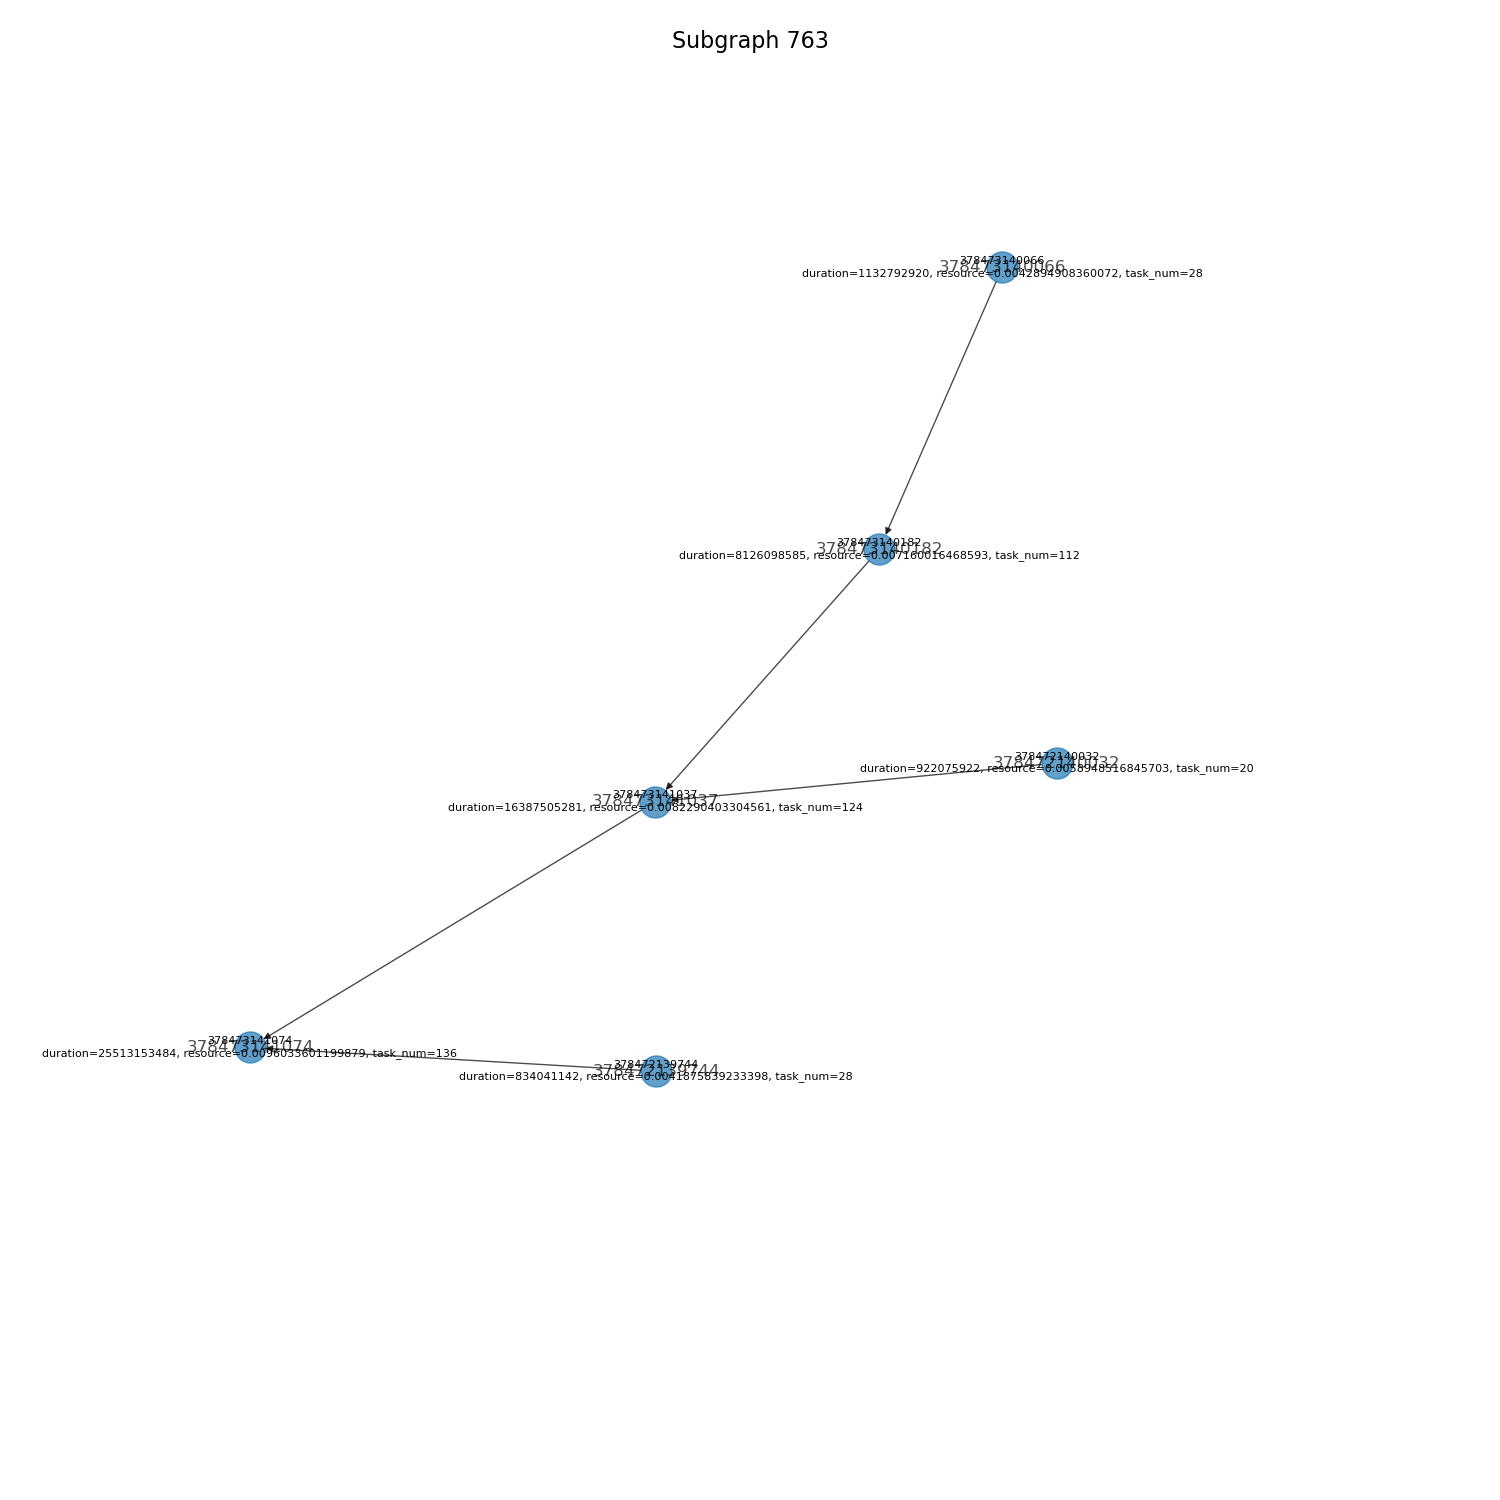 Subgraph 763
378473140066
378473140066
duration=1132792920, resource=0.0042894908360072, task_num=28
378473140182
378473140182
duration=8126098585, resource=0.007160016468593, task_num=112
378472140032
378472140032
duration=922075922, resource=0.0058948516845703, task_num=20
378473141037
378473141037
duration=16387505281, resource=0.0082290403304561, task_num=124
378473141074
378473141074
duration=25513153484, resource=0.0096033601199879, task_num=136
378472139744
378472139744
duration=834041142, resource=0.0041875839233398, task_num=28